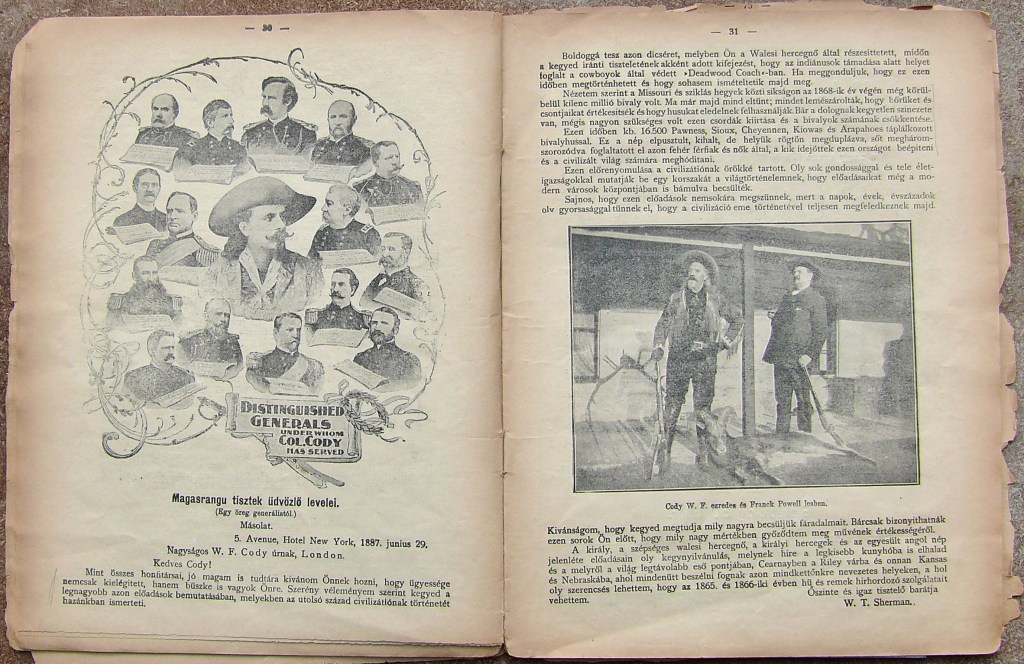 — 30 —
DISTINGUISHED
GENERALS
UNDER WHOM
COL. CODY
HAS SERVED
Magasrangu tisztek üdvözlő levelei.
(Egy öreg generálistól.)
Másolat.
5. Avenue, Hotel New York, 1887. junius 29.
Nagyságos W. F. Cody úrnak, London.
Kedves Cody!
Mint összes honfitársai, jó magam is tudtára kivánom Önnek hozni, hogy ügyessége
nemcsak kielégitett, hanem büszke is vagyok Önre. Szerény véleményem szerint kegyed a
legnagyobb azon előadások bemutatásában, melyekben az utolsó század civilizátlónak történetét
hazánkban ismerteti.
— 31 —
Boldoggá tesz azon dicséret, melyben Ön a Walesi hercegnő által részesittetett, midőn
a kegyed iránti tiszteletének akként adott kifejezést, hogy az indiánusok támadása alatt helyet
foglalt a cowboyok által védett »Deadwood Coach«-ban. Ha meggonduljuk, hogy ez ezen
időben megtörténhetett és hogy sohasem ismételtetik majd meg.
Nézetem szerint a Missouri és sziklás hegyek közti sikságon az 1868-ik év végén még körül-
belül kilenc millió bivaly volt. Ma már majd mind eltünt; mindet lemészárolták, hogy bőrüket és
csontjaikat értékesitsék és hogy husukat eledelnek felhasználják. Bár a dolognak kegyetlen szinezete
van, mégis nagyon szükséges volt ezen csordák kiirtása és a bivalyok számának csökkentése.
Ezen időben kb. 16.500 Pawness, Sioux, Cheyennen, Kiowas és Arapahoes táplálkozott
bivalyhussal. Ez a nép elpusztult, kihalt, de helyük rögtön megduplázva, sőt meghárom-
szorozódva foglaltatott el azon fehér férfiak és nők által, a kik idejöttek ezen országot beépiteni
és a civilizált világ számára meghóditani.
Ezen előrenyomulása a civilizátiónak örökké tartott. Oly sok gondossággal és tele élet-
igazságokkal mutatják be egy korszakát a világtörténelemnek, hogy előadásaikat még a mo-
dern városok központjában is bámulva becsülték.
Sajnos, hogy ezen előadások nemsokára megszünnek, mert a napok, évek, évszázadok
oly gyorsasággal tünnek el, hogy a civilizáció eme történetével teljesen megfeledkeznek majd.
Cody W. F. ezredes és Franck Powell lesben.
Kivánságom, hogy kegyed megtudja mily nagyra becsüljük fáradalmait. Bárcsak bizonyithatnák
ezen sorok Ön előtt, hogy mily nagy mértékben győződtem meg művének értékességéről.
A király, a szépséges walesi hercegnő, a királyi hercegek és az egyesült angol nép
jelenléte előadásain oly kegynyilvánulás, melynek hire a legkisebb kunyhóba is elhalad
és a melyről a világ legtávolabb eső pontjában, Cearnayben a Kiley várba és onnan Kansas
és Nebraskába, ahol mindenütt beszélni fognak azon mindkettőnkre nevezetes helyeken, a hol
oly szerencsés lehettem, hogy az 1865. és 1866-iki évben hű és remek hirhordozó szolgálatait
vehettem.
Őszinte és igaz tisztelő barátja
W. T. Sherman.